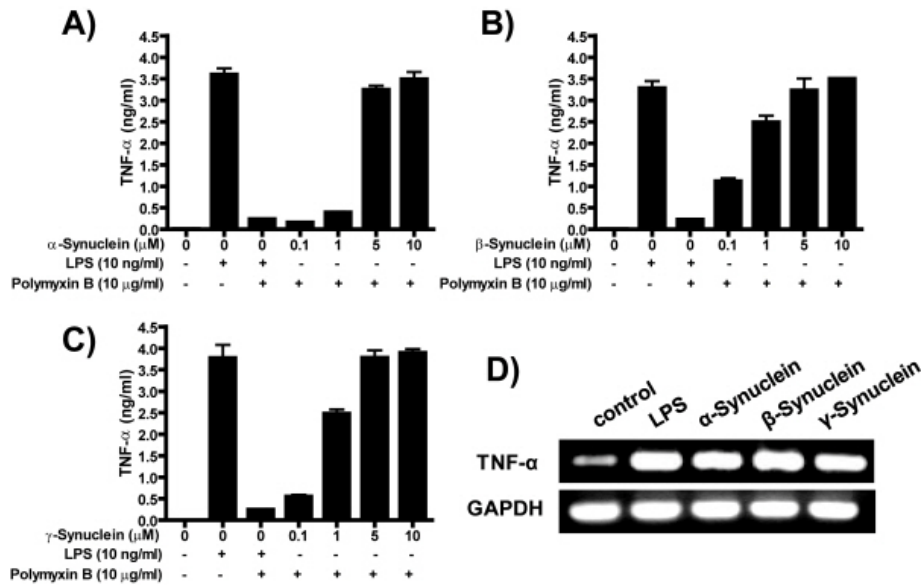 A)
TNF-α (ng/ml)
4.5
4.0
3.5
3.0
2.5
2.0
1.5
1.0
0.5
0.0
α-Synuclein (μM) 0 0 0 0.1 1 5 10
LPS (10 ng/ml) - + + - - - -
Polymyxin B (10 μg/ml) - - + + + + +
B)
TNF-α (ng/ml)
4.5
4.0
3.5
3.0
2.5
2.0
1.5
1.0
0.5
0.0
β-Synuclein (μM) 0 0 0 0.1 1 5 10
LPS (10 ng/ml) - + + - - - -
Polymyxin B (10 μg/ml) - - + + + + +
C)
TNF-α (ng/ml)
4.5
4.0
3.5
3.0
2.5
2.0
1.5
1.0
0.5
0.0
γ-Synuclein (μM) 0 0 0 0.1 1 5 10
LPS (10 ng/ml) - + + - - - -
Polymyxin B (10 μg/ml) - - + + + + +
D)
control LPS α-Synuclein β-Synuclein γ-Synuclein
TNF-α
GAPDH